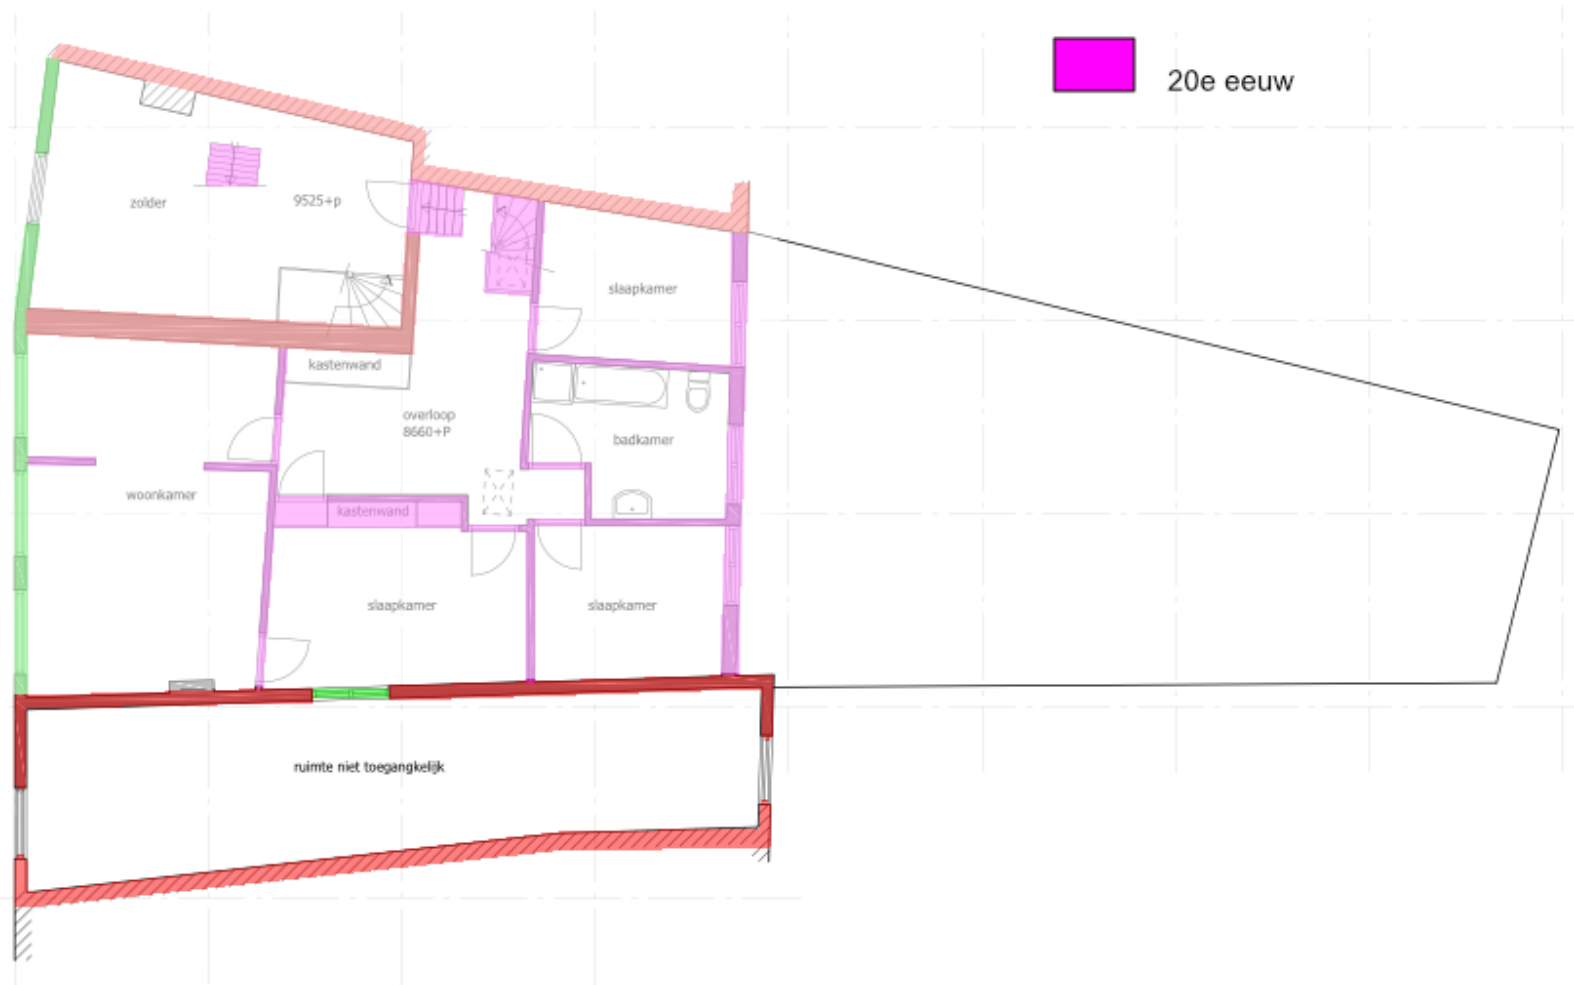 20e eeuw
zolder
9525+p
slaapkamer
kastenwand
overloop
8660+P
badkamer
woonkamer
kastenwand
slaapkamer
slaapkamer
ruimte niet toegangkelijk